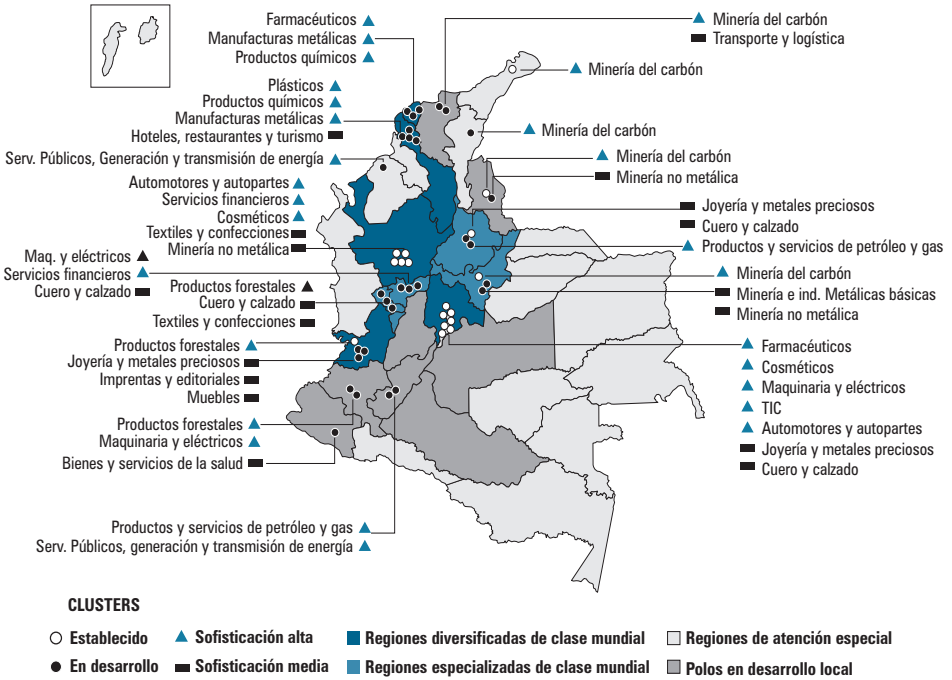 Farmacéuticos
Manufacturas metálicas
Productos químicos
Plásticos
Productos químicos
Manufacturas metálicas
Hoteles, restaurantes y turismo
Serv. Públicos, Generación y transmisión de energía
Automotores y autopartes
Servicios financieros
Cosméticos
Textiles y confecciones
Minería no metálica
Maq. y eléctricos
Servicios financieros
Cuero y calzado
Productos forestales
Cuero y calzado
Textiles y confecciones
Productos forestales
Joyería y metales preciosos
Imprentas y editoriales
Muebles
Productos forestales
Maquinaria y eléctricos
Bienes y servicios de la salud
Productos y servicios de petróleo y gas
Serv. Públicos, generación y transmisión de energía
Minería del carbón
Transporte y logística
Minería del carbón
Minería del carbón
Minería del carbón
Minería no metálica
Joyería y metales preciosos
Cuero y calzado
Productos y servicios de petróleo y gas
Minería del carbón
Minería e ind. Metálicas básicas
Minería no metálica
Farmacéuticos
Cosméticos
Maquinaria y eléctricos
TIC
Automotores y autopartes
Joyería y metales preciosos
Cuero y calzado
CLUSTERS
Establecido
Sofisticación alta
Regiones diversificadas de clase mundial
Regiones de atención especial
En desarrollo
Sofisticación media
Regiones especializadas de clase mundial
Polos en desarrollo local